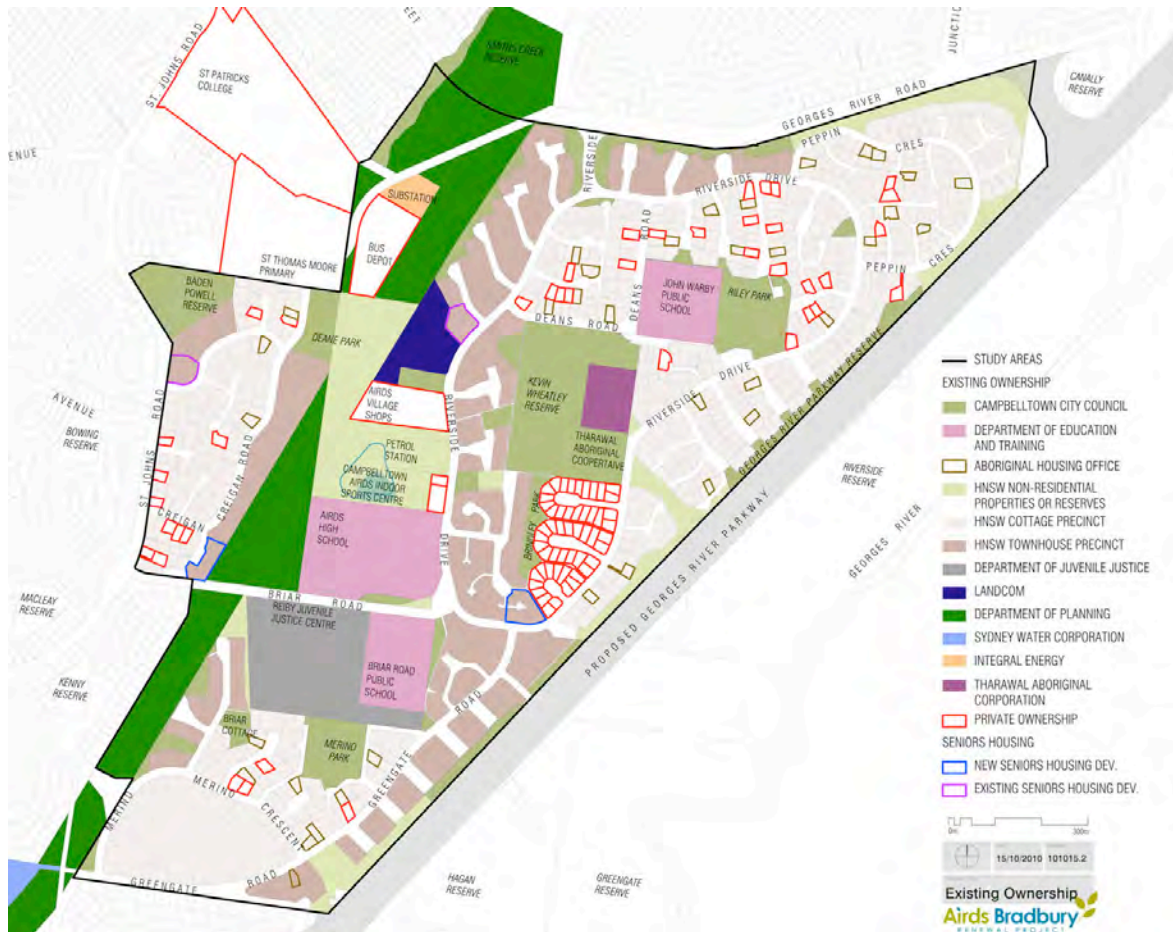 STREET
JUNCTION
SMITHS CREEK
RESERVE
CANALLY
RESERVE
ST. JOHNS ROAD
ST PATRICKS
COLLEGE
GEORGES RIVER ROAD
PEPPIN CRES
ENUE
RIVERSIDE
RIVERSIDE DRIVE
SUBSTATION
BUS
DEPOT
ST THOMAS MOORE
PRIMARY
DEANS ROAD
JOHN WARBY
PUBLIC
SCHOOL
RILEY PARK
PEPPIN CRES.
BADEN
POWELL
RESERVE
DEANE PARK
DEANS ROAD
AIRDS
VILLAGE
SHOPS
RIVERSIDE DRIVE
KEVIN
WHEATLEY
RESERVE
RIVERSIDE DRIVE
GEORGES RIVER PARKWAY RESERVE
AVENUE
BOWING
RESERVE
ST. JOHNS ROAD
CREIGAN ROAD
CREIGAN
PETROL
STATION
CAMPBELLTOWN
AIRDS INDOOR
SPORTS CENTRE
THARAWAL
ABORIGINAL
COOPERTAIVE
RIVERSIDE
RESERVE
GEORGES RIVER
AIRDS
HIGH
SCHOOL
BRINDLEY PARK
PROPOSED GEORGES RIVER PARKWAY
MACLEAY
RESERVE
BRIAR ROAD
REIBY JUVENILE
JUSTICE CENTRE
BRIAR ROAD
PUBLIC
SCHOOL
KENNY
RESERVE
BRIAR
COTTAGE
MERINO
PARK
MERINO CRESCENT
GREENGATE ROAD
MERINO
GREENGATE ROAD
HAGAN
RESERVE
GREENGATE
RESERVE
STUDY AREAS
EXISTING OWNERSHIP
CAMPBELLTOWN CITY COUNCIL
DEPARTMENT OF EDUCATION
AND TRAINING
ABORIGINAL HOUSING OFFICE
HNSW NON-RESIDENTIAL
PROPERTIES OR RESERVES
HNSW COTTAGE PRECINCT
HNSW TOWNHOUSE PRECINCT
DEPARTMENT OF JUVENILE JUSTICE
LANDCOM
DEPARTMENT OF PLANNING
SYDNEY WATER CORPORATION
INTEGRAL ENERGY
THARAWAL ABORIGINAL
CORPORATION
PRIVATE OWNERSHIP
SENIORS HOUSING
NEW SENIORS HOUSING DEV.
EXISTING SENIORS HOUSING DEV.
0m 300m
15/10/2010 101015.2
Existing Ownership
Airds Bradbury
RENEWAL PROJECT